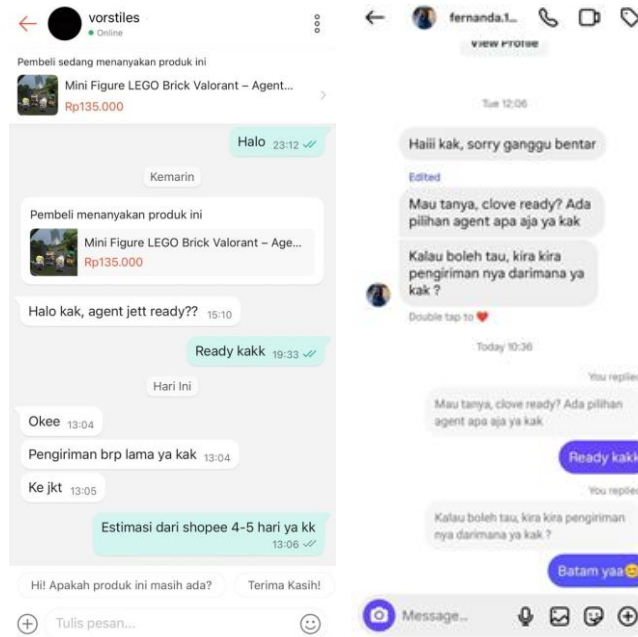 vorstiles
Online
Pembeli sedang menanyakan produk ini
Mini Figure LEGO Brick Valorant – Agent...
Rp135.000
Halo 23:12
Kemarin
Pembeli menanyakan produk ini
Mini Figure LEGO Brick Valorant – Age...
Rp135.000
Halo kak, agent jett ready?? 15:10
Ready kakk 19:33
Hari Ini
Okee 13:04
Pengiriman brp lama ya kak 13:04
Ke jkt 13:05
Estimasi dari shopee 4-5 hari ya kk
13:06
Hi! Apakah produk ini masih ada?
Terima Kasih!
Tulis pesan...
fernanda.1...
View Profile
Tue 12:06
Haiii kak, sorry ganggu bentar
Edited
Mau tanya, clove ready? Ada
pilihan agent apa aja ya kak
Kalau boleh tau, kira kira
pengiriman nya darimana ya
kak ?
Double tap to ❤️
Today 10:36
You replied
Mau tanya, clove ready? Ada pilihan
agent apa aja ya kak
Ready kakk
You replied
Kalau boleh tau, kira kira pengiriman
nya darimana ya kak ?
Batam yaa😊
Message...